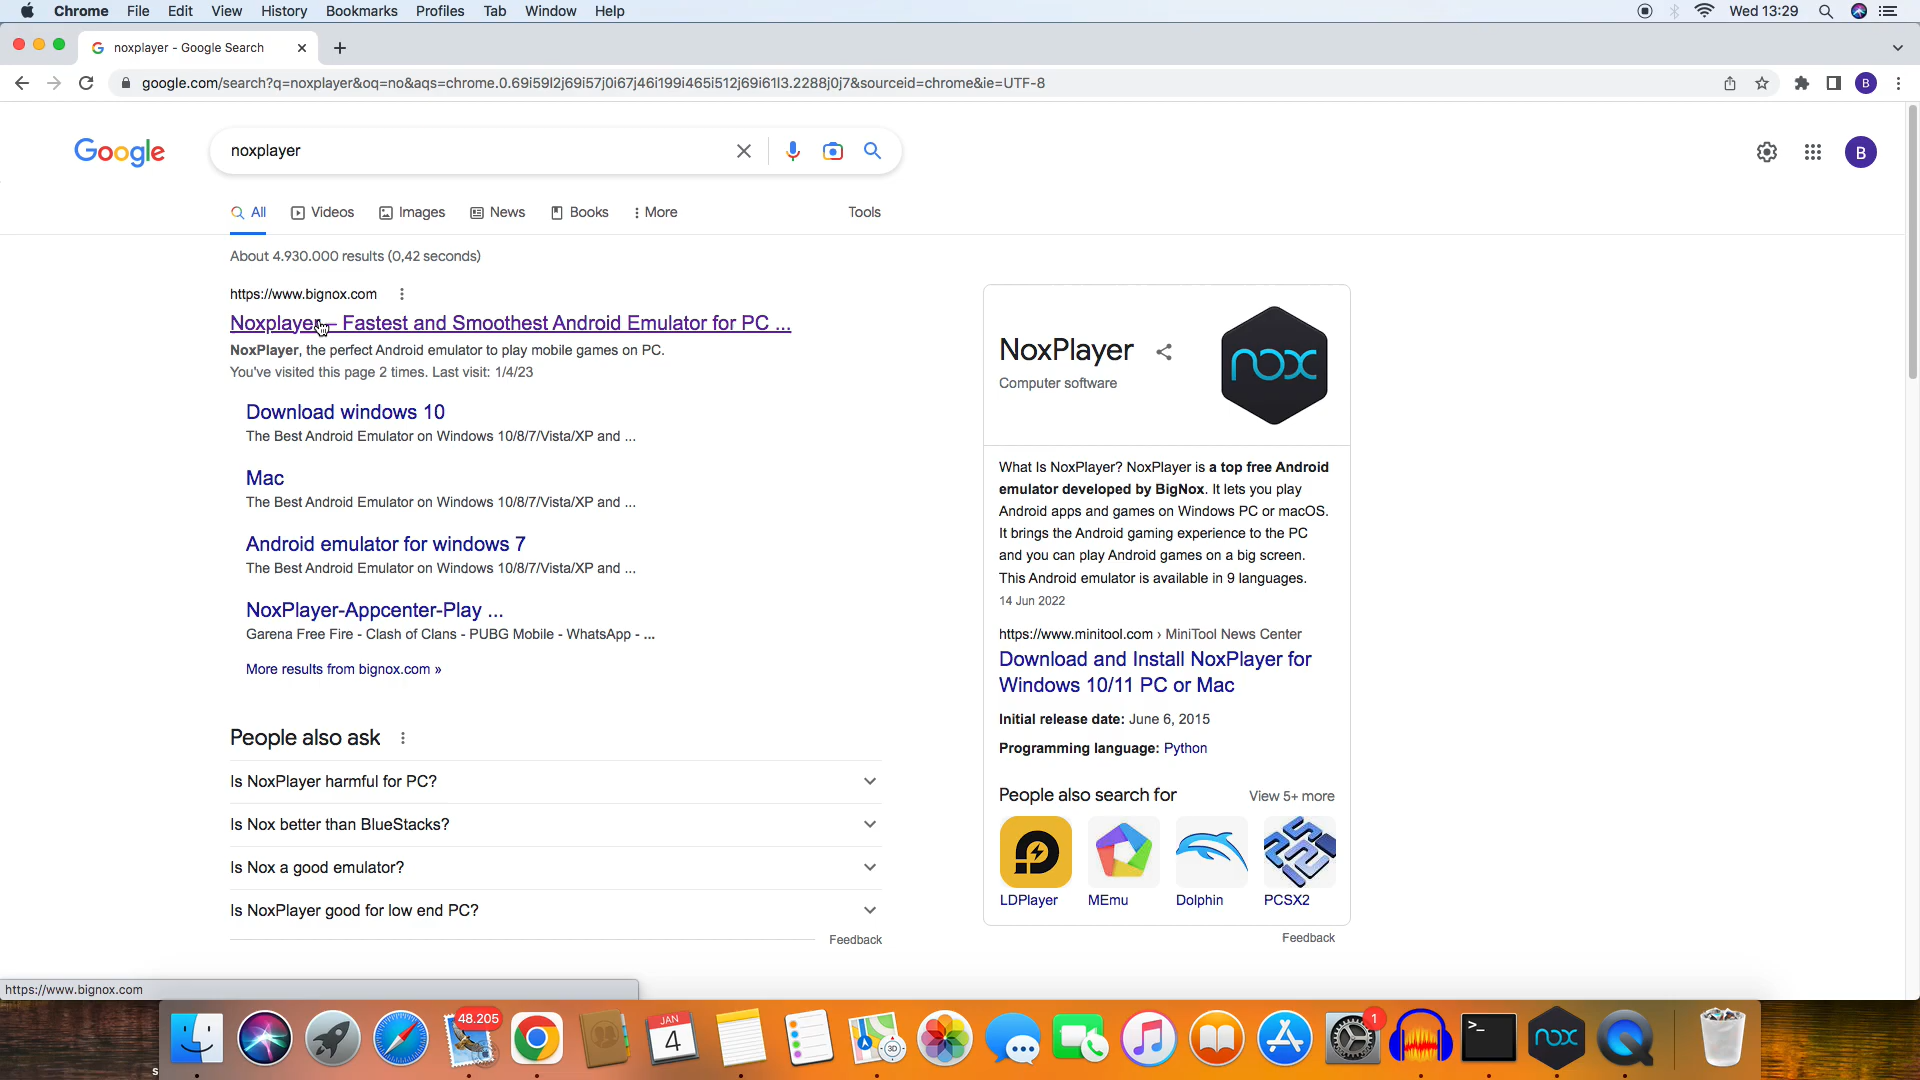 Chrome File Edit View History Bookmarks Profiles Tab Window Help
Wed 13:29
noxplayer - Google Search
google.com/search?q=noxplayer&oq=no&aqs=chrome.0.69i59l2j69i57j0i67j46i199i465i512j69i61l3.2288j0j7&sourceid=chrome&ie=UTF-8
B
Google
noxplayer
B
All Videos Images News Books More Tools
About 4.930.000 results (0,42 seconds)
https://www.bignox.com
Noxplayer – Fastest and Smoothest Android Emulator for PC ...
NoxPlayer, the perfect Android emulator to play mobile games on PC.
You've visited this page 2 times. Last visit: 1/4/23
Download windows 10
The Best Android Emulator on Windows 10/8/7/Vista/XP and ...
Mac
The Best Android Emulator on Windows 10/8/7/Vista/XP and ...
Android emulator for windows 7
The Best Android Emulator on Windows 10/8/7/Vista/XP and ...
NoxPlayer-Appcenter-Play ...
Garena Free Fire - Clash of Clans - PUBG Mobile - WhatsApp - ...
More results from bignox.com »
People also ask
Is NoxPlayer harmful for PC?
Is Nox better than BlueStacks?
Is Nox a good emulator?
Is NoxPlayer good for low end PC?
Feedback
NoxPlayer
Computer software
nox
What Is NoxPlayer? NoxPlayer is a top free Android
emulator developed by BigNox. It lets you play
Android apps and games on Windows PC or macOS.
It brings the Android gaming experience to the PC
and you can play Android games on a big screen.
This Android emulator is available in 9 languages.
14 Jun 2022
https://www.minitool.com › MiniTool News Center
Download and Install NoxPlayer for
Windows 10/11 PC or Mac
Initial release date: June 6, 2015
Programming language: Python
People also search for
View 5+ more
LDPlayer MEmu Dolphin PCSX2
Feedback
https://www.bignox.com
48.205
JAN
4
3D
1
>_
nox
s